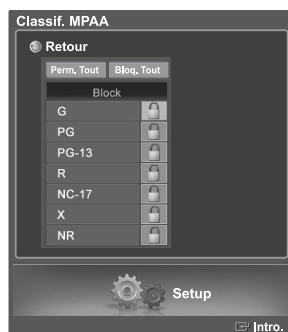 Classif. MPAA
Retour
Perm. Tout Bloq. Tout
Block
G
PG
PG-13
R
NC-17
X
NR
Setup
Intro.